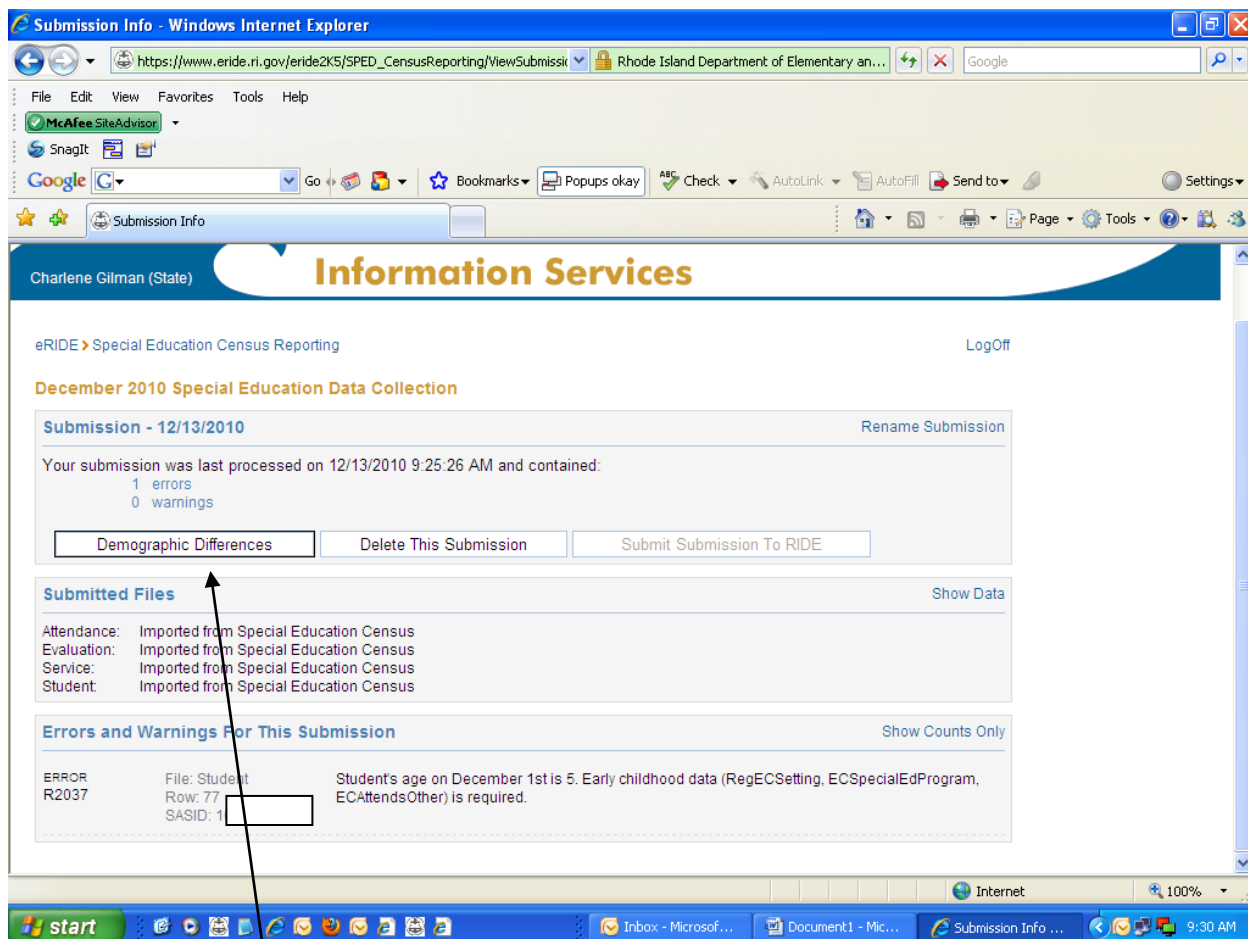 Submission Info - Windows Internet Explorer
https://www.eride.ri.gov/eride2K5/SPED_CensusReporting/ViewSubmissic
Rhode Island Department of Elementary an...
Google
File Edit View Favorites Tools Help
McAfee SiteAdvisor
SnagIt
Google G Go Bookmarks Popups okay ABC Check AutoLink AutoFill Send to Settings
Submission Info
Page Tools
Charlene Gilman (State)
Information Services
eRIDE > Special Education Census Reporting
LogOff
December 2010 Special Education Data Collection
Submission - 12/13/2010
Rename Submission
Your submission was last processed on 12/13/2010 9:25:26 AM and contained:
1 errors
0 warnings
Demographic Differences
Delete This Submission
Submit Submission To RIDE
Submitted Files
Show Data
Attendance: Imported from Special Education Census
Evaluation: Imported from Special Education Census
Service: Imported from Special Education Census
Student: Imported from Special Education Census
Errors and Warnings For This Submission
Show Counts Only
ERROR File: Student Student's age on December 1st is 5. Early childhood data (RegECSetting, ECSpecialEdProgram,
R2037 Row: 77 ECAttendsOther) is required.
SASID: 1
Internet
100%
start
Inbox - Microsof...
Document1 - Mic...
Submission Info ...
9:30 AM